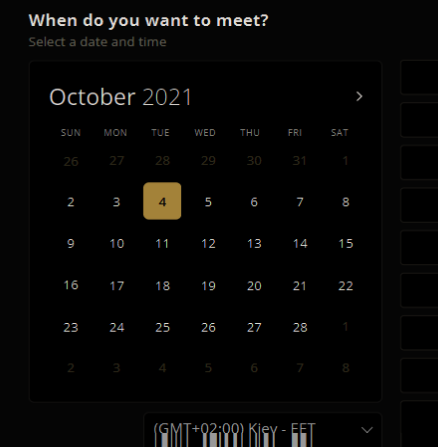 When do you want to meet?
Select a date and time
October 2021
SUN MON TUE WED THU FRI SAT
26 27 28 29 30 31 1
2 3 4 5 6 7 8
9 10 11 12 13 14 15
16 17 18 19 20 21 22
23 24 25 26 27 28 1
2 3 4 5 6 7 8
(GMT+02:00) Kiev - EET